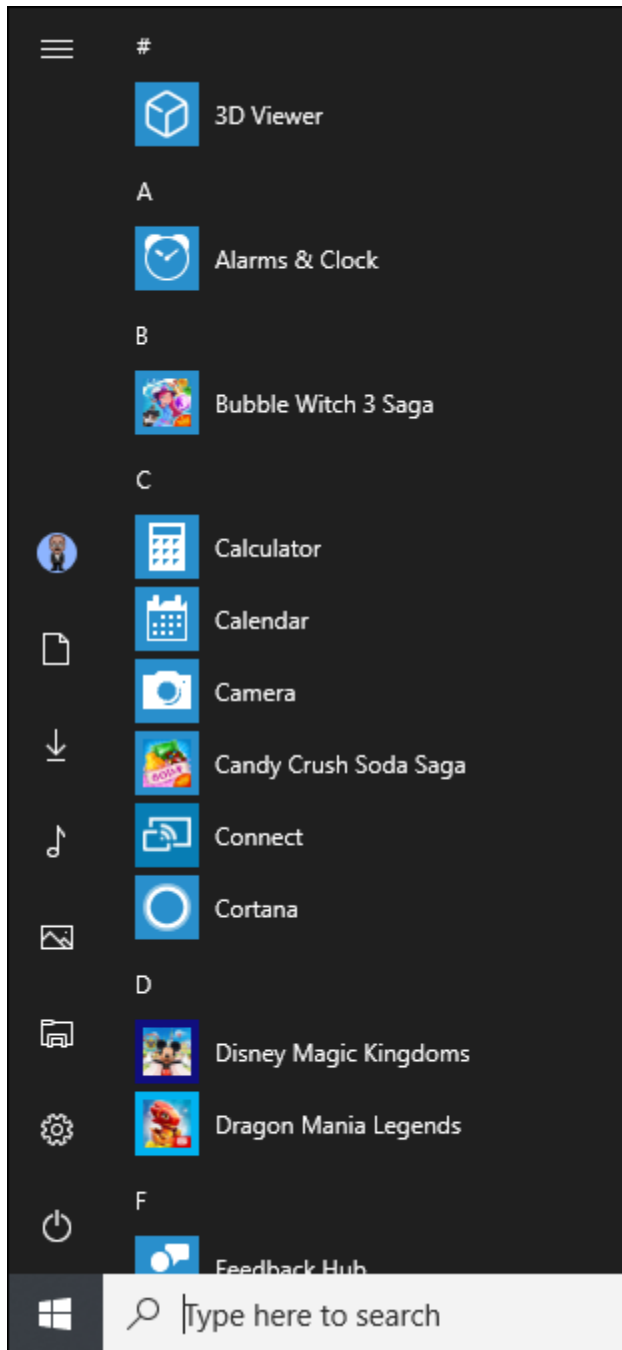 #
3D Viewer
A
Alarms & Clock
B
Bubble Witch 3 Saga
C
Calculator
Calendar
Camera
Candy Crush Soda Saga
Connect
Cortana
D
Disney Magic Kingdoms
Dragon Mania Legends
F
Feedback Hub
Type here to search